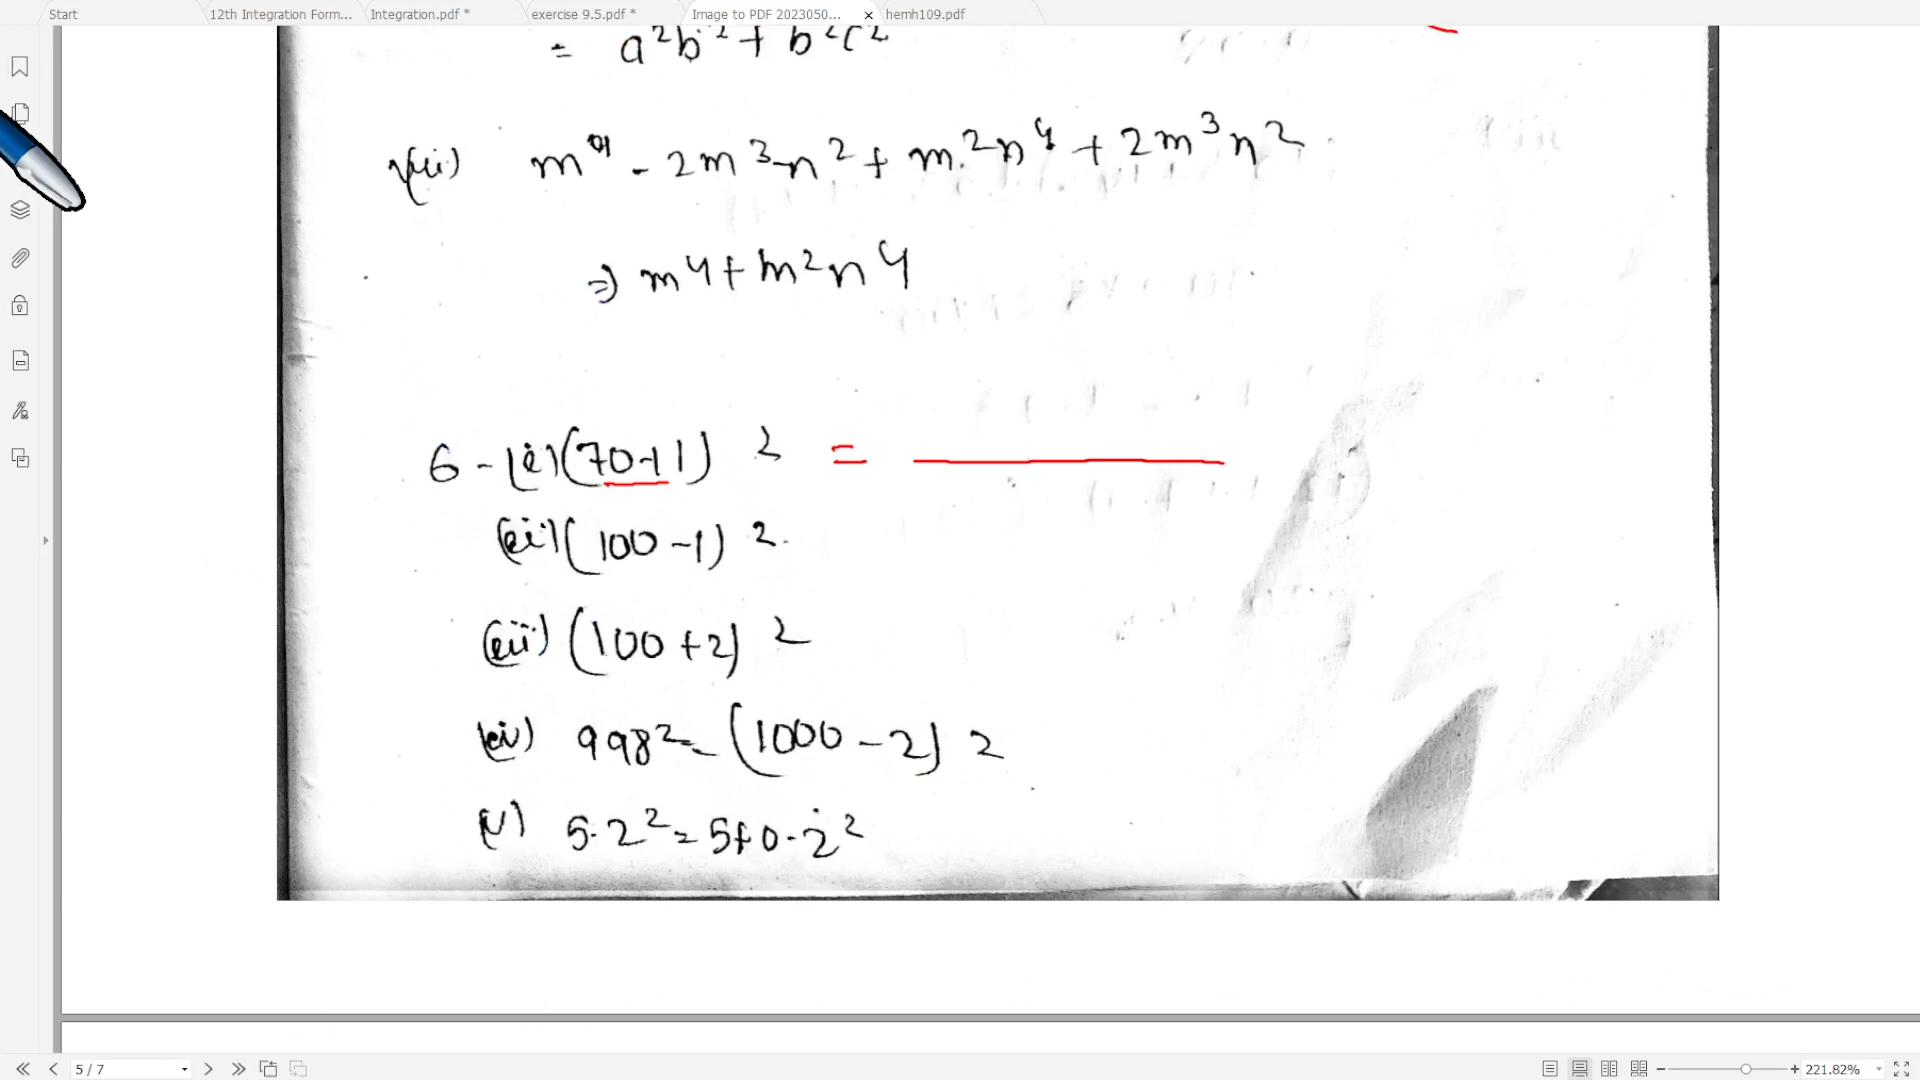 Start 12th Integration Form... Integration.pdf * exercise 9.5.pdf * Image to PDF 2023050... × hemh109.pdf
= a²b² + b²c²
viii) m⁴ - 2m³n² + m²n⁴ + 2m³n²
⇒ m⁴ + m²n⁴
6 - (i) (70+1) ² =
(ii) (100 - 1) ².
(iii) (100 + 2) ²
(iv) 998² = (1000 - 2) ²
(v) 5.2² = 5+0.2²
5 / 7 221.82%